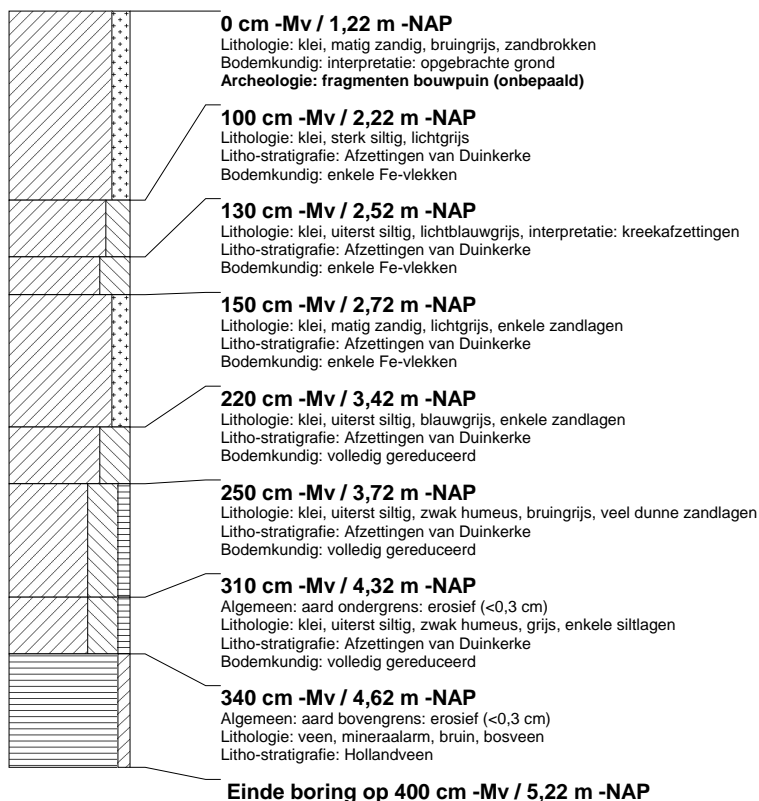 0 cm -Mv / 1,22 m -NAP
Lithologie: klei, matig zandig, bruingrijs, zandbrokken
Bodemkundig: interpretatie: opgebrachte grond
Archeologie: fragmenten bouwpuin (onbepaald)
100 cm -Mv / 2,22 m -NAP
Lithologie: klei, sterk siltig, lichtgrijs
Litho-stratigrafie: Afzettingen van Duinkerke
Bodemkundig: enkele Fe-vlekken
130 cm -Mv / 2,52 m -NAP
Lithologie: klei, uiterst siltig, lichtblauwgrijs, interpretatie: kreekafzettingen
Litho-stratigrafie: Afzettingen van Duinkerke
Bodemkundig: enkele Fe-vlekken
150 cm -Mv / 2,72 m -NAP
Lithologie: klei, matig zandig, lichtgrijs, enkele zandlagen
Litho-stratigrafie: Afzettingen van Duinkerke
Bodemkundig: enkele Fe-vlekken
220 cm -Mv / 3,42 m -NAP
Lithologie: klei, uiterst siltig, blauwgrijs, enkele zandlagen
Litho-stratigrafie: Afzettingen van Duinkerke
Bodemkundig: volledig gereduceerd
250 cm -Mv / 3,72 m -NAP
Lithologie: klei, uiterst siltig, zwak humeus, bruingrijs, veel dunne zandlagen
Litho-stratigrafie: Afzettingen van Duinkerke
Bodemkundig: volledig gereduceerd
310 cm -Mv / 4,32 m -NAP
Algemeen: aard ondergrens: erosief (<0,3 cm)
Lithologie: klei, uiterst siltig, zwak humeus, grijs, enkele siltlagen
Litho-stratigrafie: Afzettingen van Duinkerke
Bodemkundig: volledig gereduceerd
340 cm -Mv / 4,62 m -NAP
Algemeen: aard bovengrens: erosief (<0,3 cm)
Lithologie: veen, mineraalarm, bruin, bosveen
Litho-stratigrafie: Hollandveen
Einde boring op 400 cm -Mv / 5,22 m -NAP